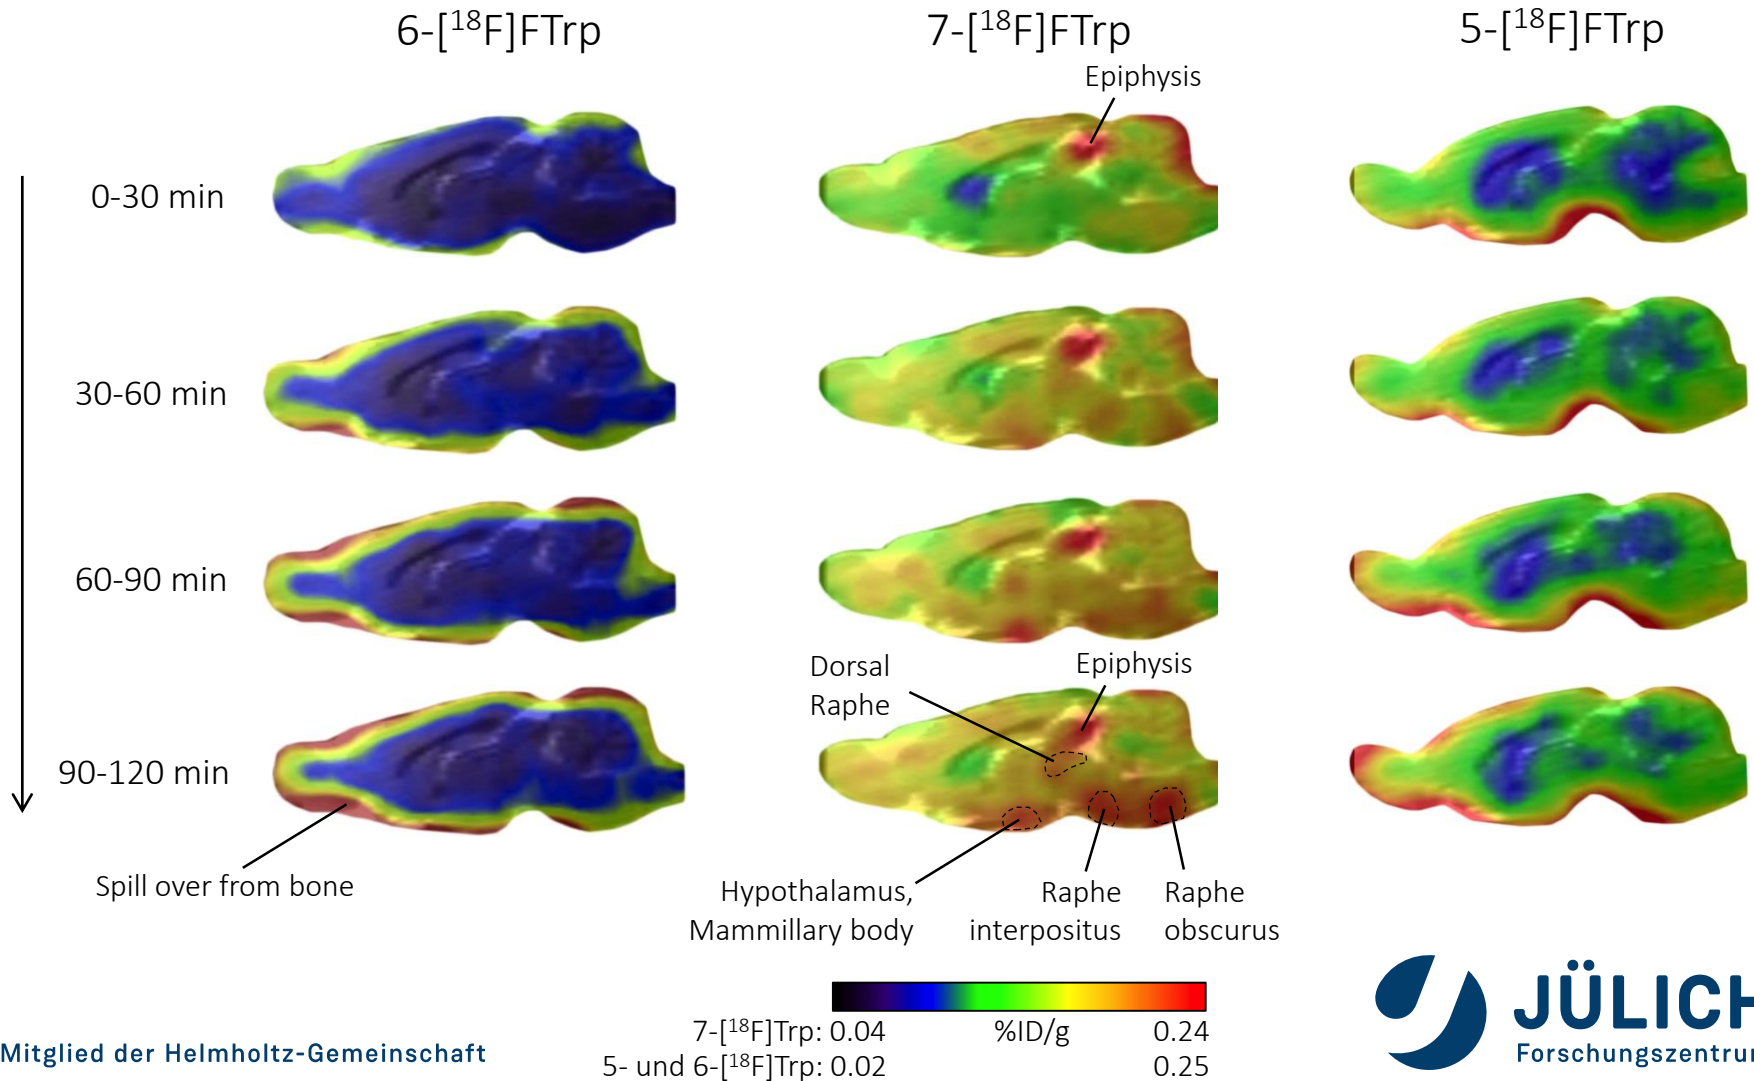 6-[¹⁸F]FTrp
7-[¹⁸F]FTrp
5-[¹⁸F]FTrp
Epiphysis
0-30 min
30-60 min
60-90 min
Dorsal
Raphe
Epiphysis
90-120 min
Spill over from bone
Hypothalamus,
Mammillary body
Raphe
interpositus
Raphe
obscurus
7-[¹⁸F]Trp: 0.04 %ID/g 0.24
5- und 6-[¹⁸F]Trp: 0.02 0.25
Mitglied der Helmholtz-Gemeinschaft
JÜLICH
Forschungszentrum